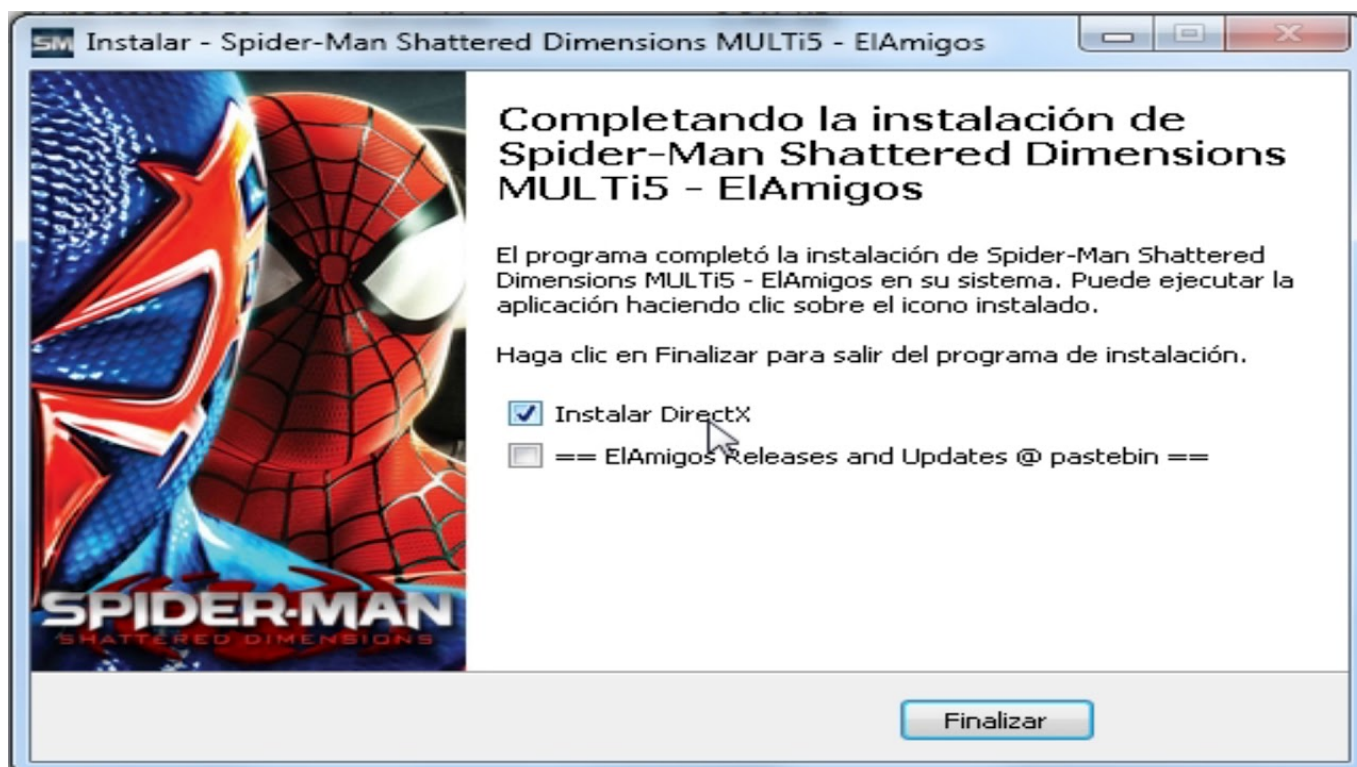 SM Instalar - Spider-Man Shattered Dimensions MULTi5 - ElAmigos
Completando la instalación de
Spider-Man Shattered Dimensions
MULTi5 - ElAmigos
El programa completó la instalación de Spider-Man Shattered
Dimensions MULTi5 - ElAmigos en su sistema. Puede ejecutar la
aplicación haciendo clic sobre el icono instalado.
Haga clic en Finalizar para salir del programa de instalación.
Instalar DirectX
== ElAmigos Releases and Updates @ pastebin ==
SPIDER-MAN
SHATTERED DIMENSIONS
Finalizar